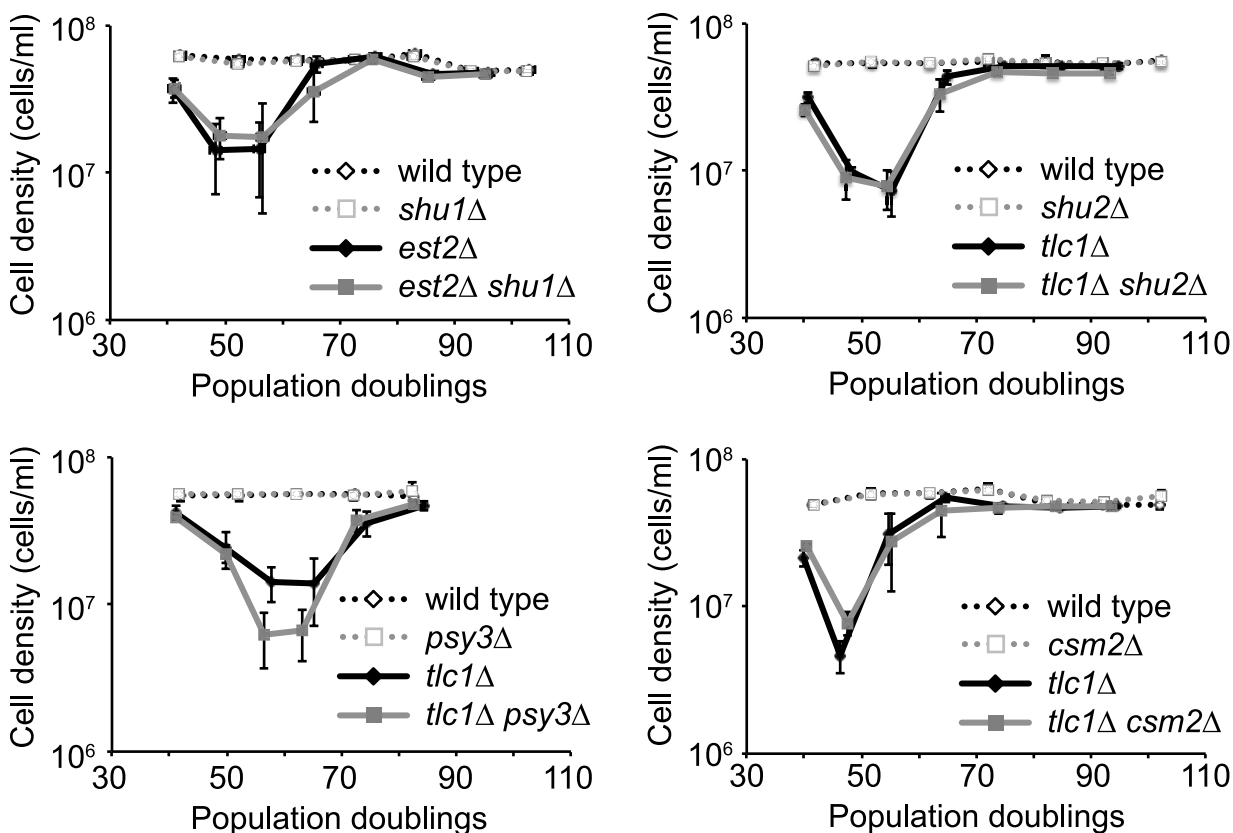 Cell density (cells/ml)
10⁸
10⁷
10⁶
wild type
shu1Δ
est2Δ
est2Δ shu1Δ
30 50 70 90 110
Population doublings
Cell density (cells/ml)
10⁸
10⁷
10⁶
wild type
shu2Δ
tlc1Δ
tlc1Δ shu2Δ
30 50 70 90 110
Population doublings
Cell density (cells/ml)
10⁸
10⁷
10⁶
wild type
psy3Δ
tlc1Δ
tlc1Δ psy3Δ
30 50 70 90 110
Population doublings
Cell density (cells/ml)
10⁸
10⁷
10⁶
wild type
csm2Δ
tlc1Δ
tlc1Δ csm2Δ
30 50 70 90 110
Population doublings